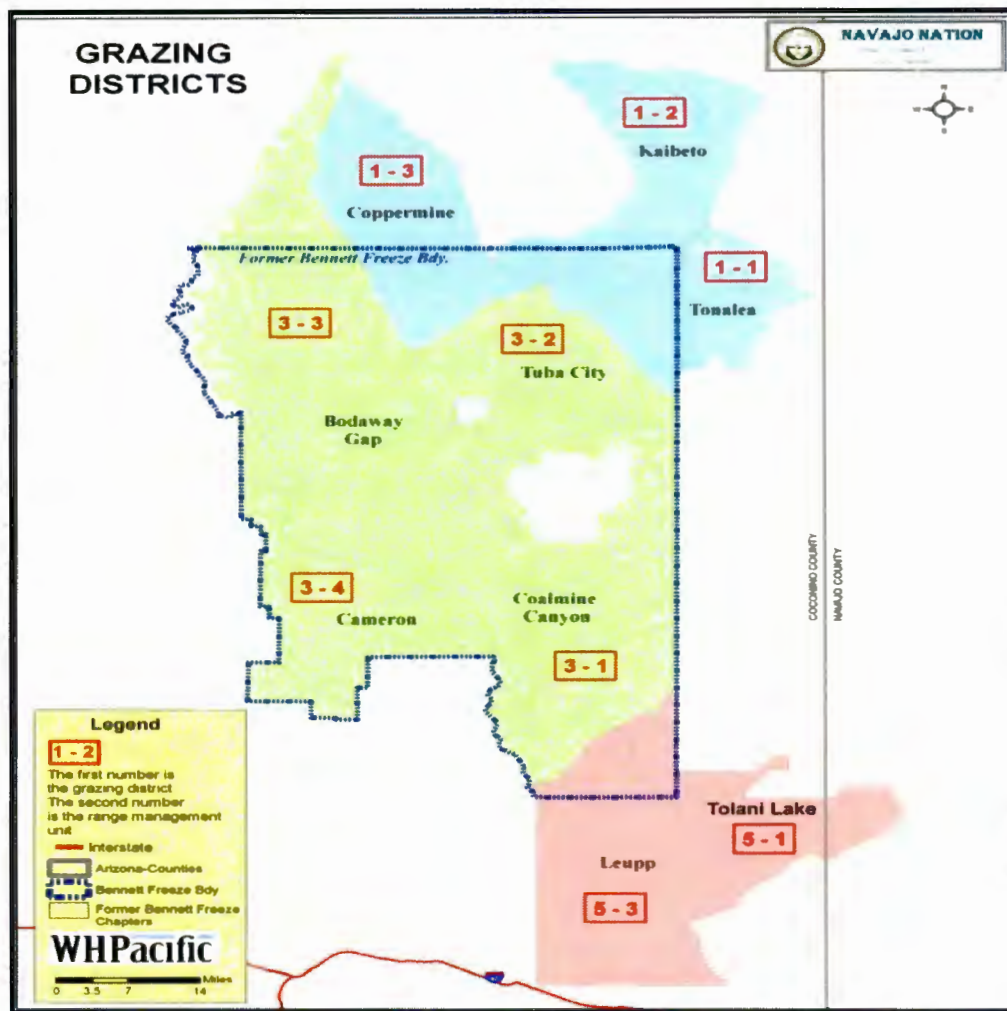 GRAZING
DISTRICTS
NAVAJO NATION
1 - 2
Kaibeto
1 - 3
Coppermine
Former Bennett Freeze Bdy.
1 - 1
Tonalea
3 - 3
3 - 2
Tuba City
Bodaway
Gap
3 - 4
Cameron
Coalmine
Canyon
3 - 1
COCONINO COUNTY
NAVAJO COUNTY
Tolani Lake
5 - 1
Leupp
5 - 3
Legend
1 - 2
The first number is
the grazing district
The second number
is the range management
unit
Interstate
Arizona-Counties
Bennett Freeze Bdy
Former Bennett Freeze
Chapters
WHPacific
Miles
0 3.5 7 14